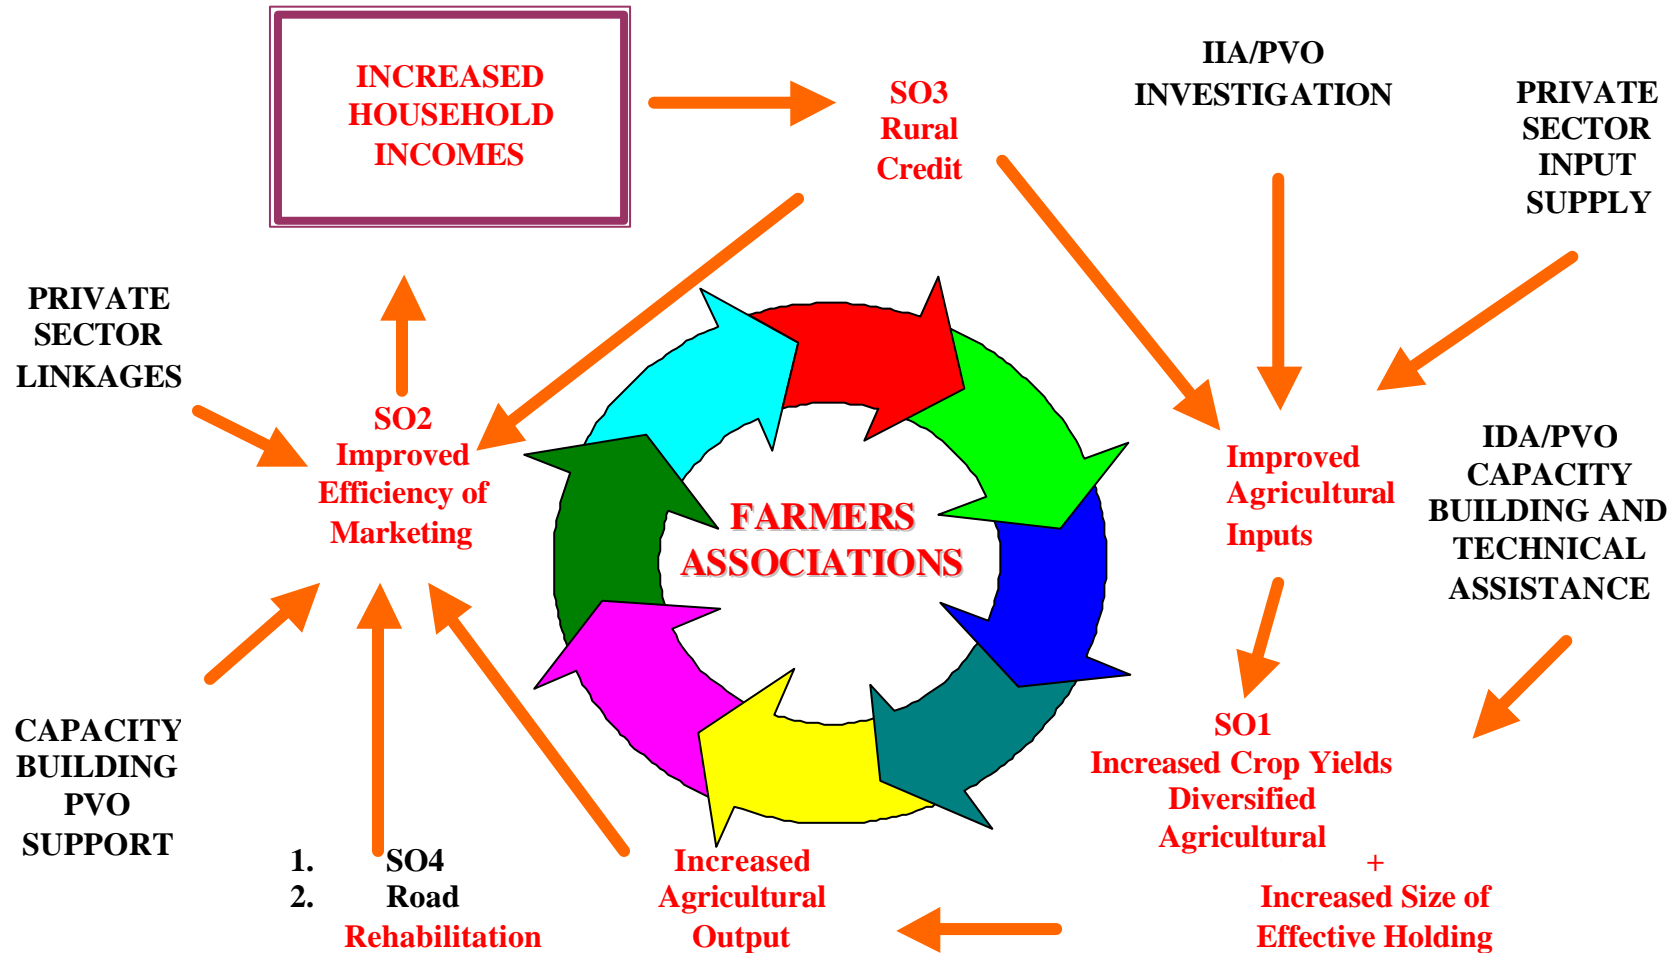 INCREASED
HOUSEHOLD
INCOMES
SO3
Rural
Credit
IIA/PVO
INVESTIGATION
PRIVATE
SECTOR
INPUT
SUPPLY
PRIVATE
SECTOR
LINKAGES
SO2
Improved
Efficiency of
Marketing
FARMERS
ASSOCIATIONS
Improved
Agricultural
Inputs
IDA/PVO
CAPACITY
BUILDING AND
TECHNICAL
ASSISTANCE
CAPACITY
BUILDING
PVO
SUPPORT
1. SO4
2. Road
Rehabilitation
Increased
Agricultural
Output
SO1
Increased Crop Yields
Diversified
Agricultural
+
Increased Size of
Effective Holding